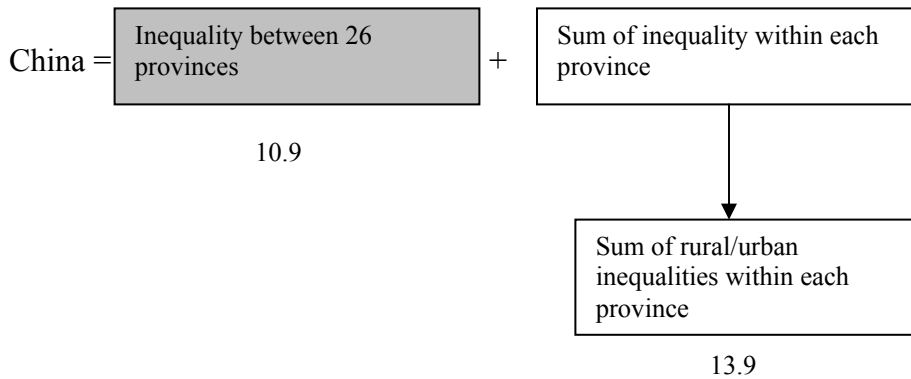 China =
Inequality between 26
provinces
+
Sum of inequality within each
province
10.9
Sum of rural/urban
inequalities within each
province
13.9